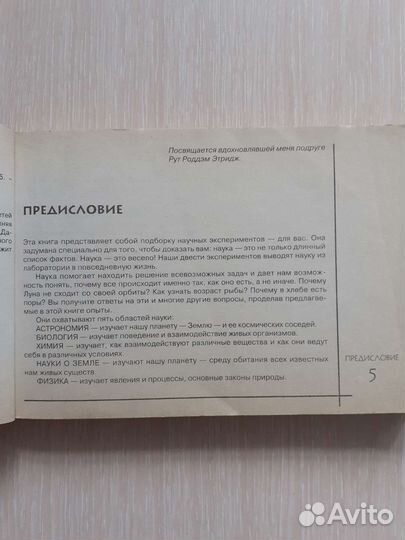 Посвящается вдохновлявшей меня подруге
Рут Роддэм Этридж.
5. -
ПРЕДИСЛОВИЕ
Эта книга представляет собой подборку научных экспериментов — для вас. Она
задумана специально для того, чтобы доказать вам: наука — это не только длинный
список фактов. Наука — это весело! Наши двести экспериментов выводят науку из
лаборатории в повседневную жизнь.
Наука помогает находить решение всевозможных задач и дает нам возмож-
ность понять, почему все происходит именно так, как оно есть, а не иначе. Почему
Луна не сходит со своей орбиты? Как узнать возраст рыбы? Почему в хлебе есть
поры? Вы получите ответы на эти и многие другие вопросы, проделав предлагае-
мые в этой книге опыты.
Они охватывают пять областей науки:
АСТРОНОМИЯ — изучает нашу планету — Землю — и ее космических соседей.
БИОЛОГИЯ — изучает поведение и взаимодействие живых организмов.
ХИМИЯ — изучает, как взаимодействуют различные вещества и как они ведут
себя в различных условиях.
НАУКИ О ЗЕМЛЕ — изучают нашу планету — среду обитания всех известных
нам живых существ.
ФИЗИКА — изучает явления и процессы, основные законы природы.
ПРЕДИСЛОВИЕ
5
Avito